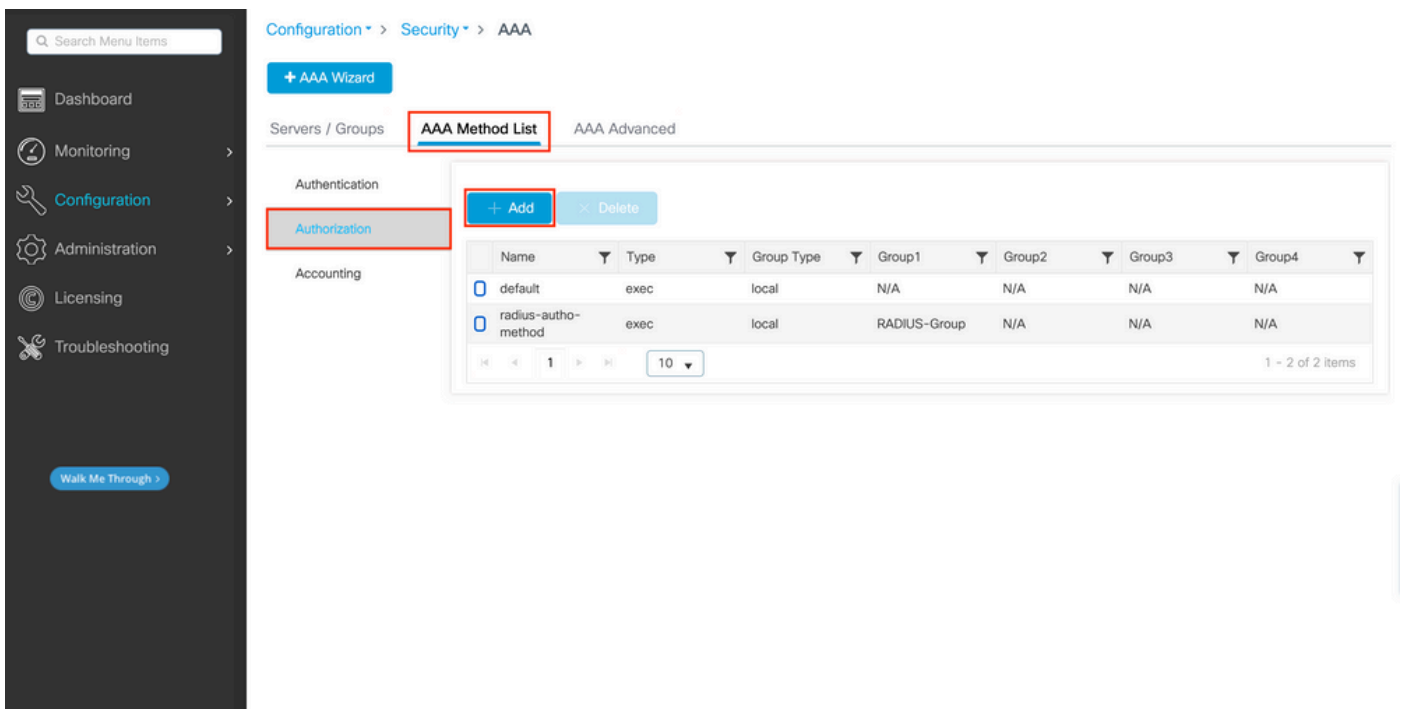 Search Menu Items
Dashboard
Monitoring
Configuration
Administration
Licensing
Troubleshooting
Walk Me Through >
Configuration > Security > AAA
+ AAA Wizard
Servers / Groups AAA Method List AAA Advanced
Authentication
Authorization
Accounting
+ Add × Delete
Name Type Group Type Group1 Group2 Group3 Group4
default exec local N/A N/A N/A N/A
radius-autho-
method exec local RADIUS-Group N/A N/A N/A
1 10 1 - 2 of 2 items